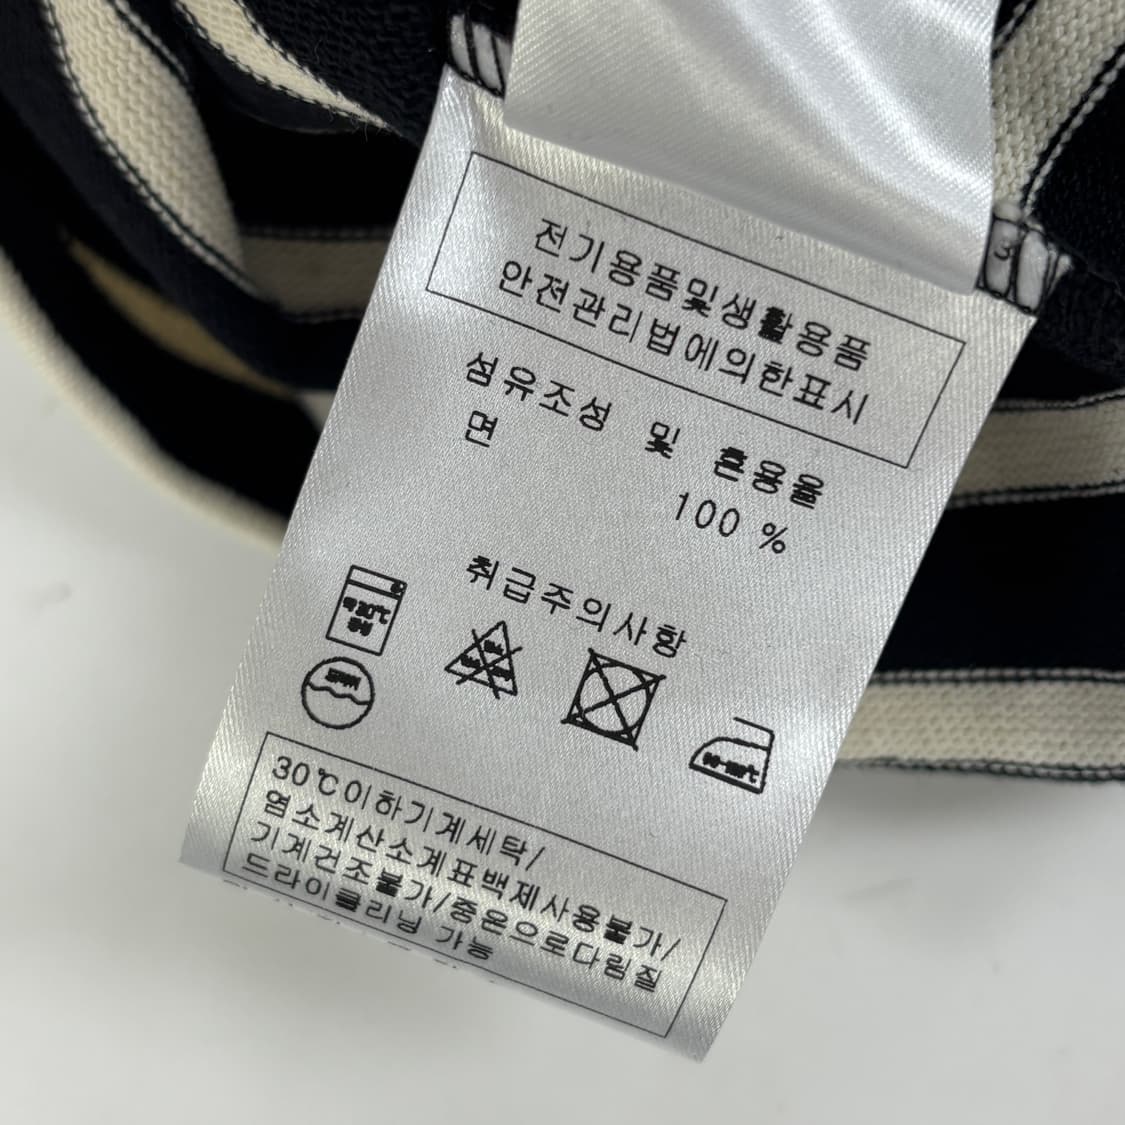 전기용품및생활용품
안전관리법에의한표시
섬유조성 및 혼용율
면
100 %
취급주의사항
30℃이하기계세탁/
염소계산소계표백제사용불가/
기계건조불가/중온으로다림질
드라이클리닝 가능
3